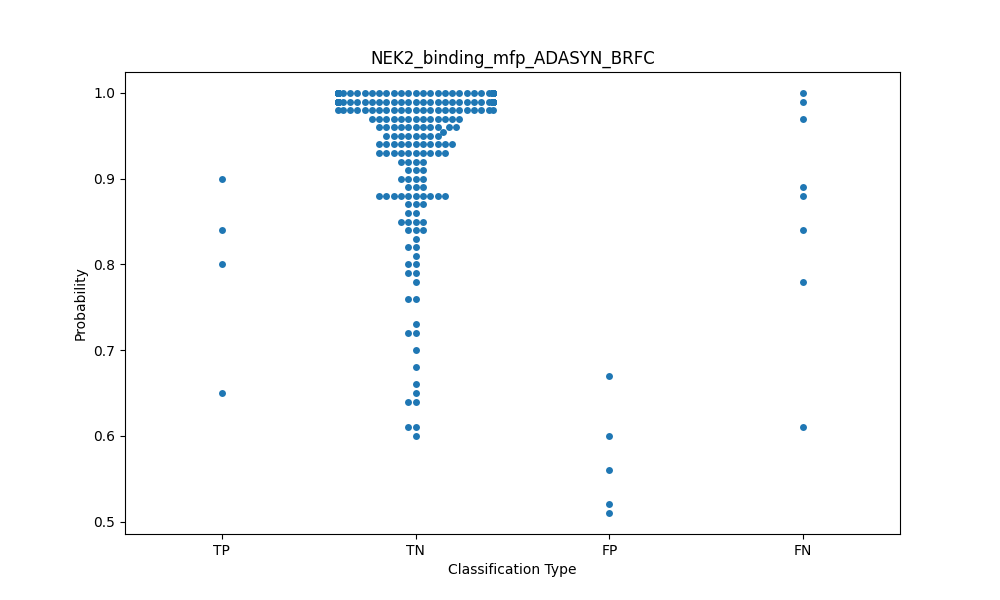 NEK2_binding_mfp_ADASYN_BRFC
1.0
0.9
0.8
0.7
0.6
0.5
Probability
TP TN FP FN
Classification Type